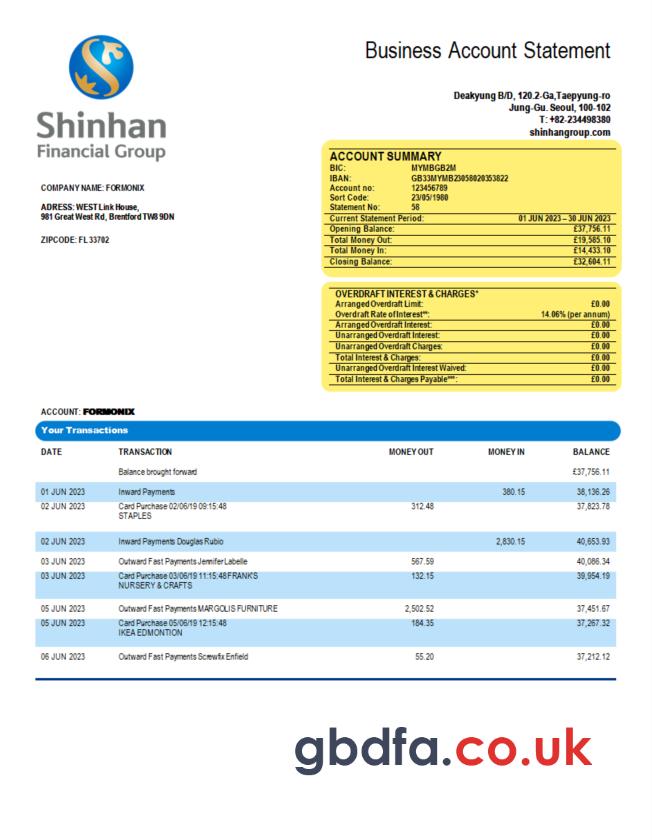 Shinhan
Financial Group
Business Account Statement
Deakyung B/D, 120.2-Ga,Taepyung-ro
Jung-Gu. Seoul, 100-102
T: +82-234498380
shinhangroup.com
COMPANY NAME: FORMONIX
ADRESS: WEST Link House,
981 Great West Rd, Brentford TW8 9DN
ZIPCODE: FL 33702
ACCOUNT SUMMARY
BIC: MYMBGB2M
IBAN: GB33MYMB23058020353822
Account no: 123456789
Sort Code: 23/05/1980
Statement No: 58
Current Statement Period: 01 JUN 2023 – 30 JUN 2023
Opening Balance: £37,756.11
Total Money Out: £19,585.10
Total Money In: £14,433.10
Closing Balance: £32,604.11
OVERDRAFT INTEREST & CHARGES*
Arranged Overdraft Limit: £0.00
Overdraft Rate of Interest**: 14.06% (per annum)
Arranged Overdraft Interest: £0.00
Unarranged Overdraft Interest: £0.00
Unarranged Overdraft Charges: £0.00
Total Interest & Charges: £0.00
Unarranged Overdraft Interest Waived: £0.00
Total Interest & Charges Payable***: £0.00
ACCOUNT: FORMONIX
Your Transactions
DATE TRANSACTION MONEY OUT MONEY IN BALANCE
Balance brought forward £37,756.11
01 JUN 2023 Inward Payments 380.15 38,136.26
02 JUN 2023 Card Purchase 02/06/19 09:15:48 312.48 37,823.78
STAPLES
02 JUN 2023 Inward Payments Douglas Rubio 2,830.15 40,653.93
03 JUN 2023 Outward Fast Payments Jennifer Labelle 567.59 40,086.34
03 JUN 2023 Card Purchase 03/06/19 11:15:48 FRANKS 132.15 39,954.19
NURSERY & CRAFTS
05 JUN 2023 Outward Fast Payments MARGOLIS FURNITURE 2,502.52 37,451.67
05 JUN 2023 Card Purchase 05/06/19 12:15:48 184.35 37,267.32
IKEA EDMONTION
06 JUN 2023 Outward Fast Payments Screwfix Enfield 55.20 37,212.12
gbdfa.co.uk